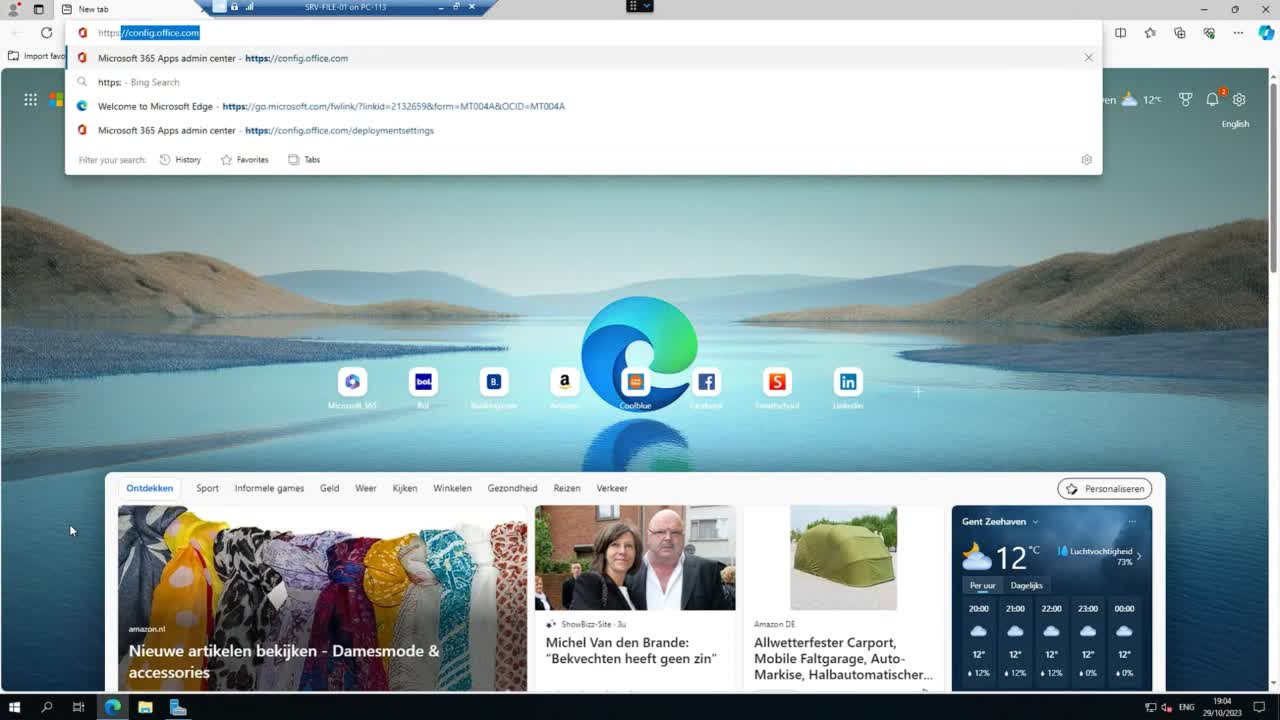 New tab
SRV-FILE-01 on PC-113
https://config.office.com
Microsoft 365 Apps admin center - https://config.office.com
https: - Bing Search
Welcome to Microsoft Edge - https://go.microsoft.com/fwlink/?linkid=2132659&form=MT004A&OCID=MT004A
Microsoft 365 Apps admin center - https://config.office.com/deploymentsettings
Filter your search:
History
Favorites
Tabs
Import favo
ven
12°C
2
English
bol.
B.
a
S
in
Microsoft 365
Bol
Booking.com
Amazon
Coolblue
Facebook
Smartschool
LinkedIn
Ontdekken
Sport
Informele games
Geld
Weer
Kijken
Winkelen
Gezondheid
Reizen
Verkeer
Personaliseren
amazon.nl
Nieuwe artikelen bekijken - Damesmode &
accessories
ShowBizz-Site · 3u
Michel Van den Brande:
“Bekvechten heeft geen zin”
Amazon DE
Allwetterfester Carport,
Mobile Faltgarage, Auto-
Markise, Halbautomatischer...
Gent Zeehaven
12°C
Luchtvochtigheid
73%
Per uur
Dagelijks
20:00 21:00 22:00 23:00 00:00
12° 12° 12° 12° 12°
12% 12% 12% 0% 0%
ENG
19:04
29/10/2023